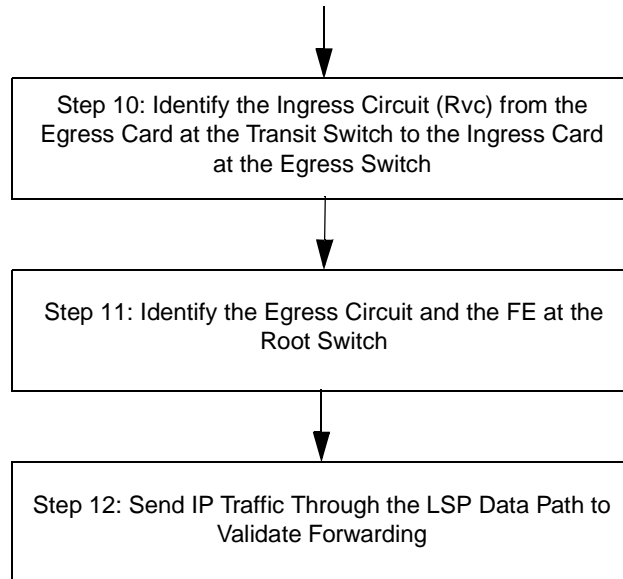 Step 10: Identify the Ingress Circuit (Rvc) from the
Egress Card at the Transit Switch to the Ingress Card
at the Egress Switch
Step 11: Identify the Egress Circuit and the FE at the
Root Switch
Step 12: Send IP Traffic Through the LSP Data Path to
Validate Forwarding